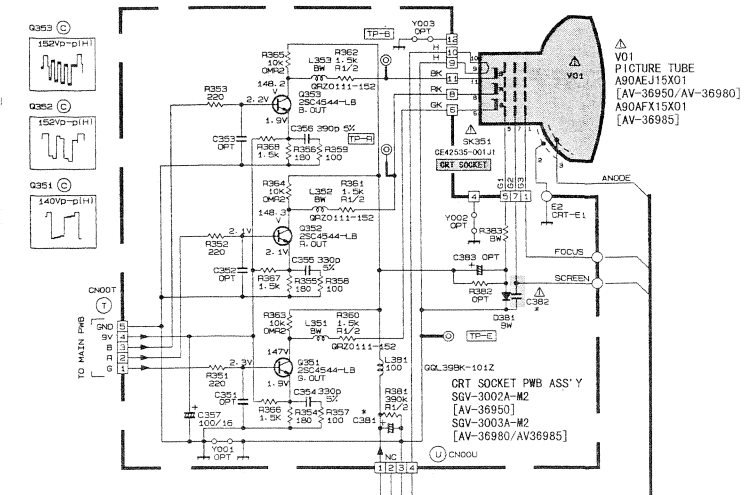 Q353 C
152Vp-p(H)
Q352 C
152Vp-p(H)
Q351 C
140Vp-p(H)
CN00T
T
TO MAIN PWB
GND 5
9V 4
B 3
R 2
G 1
R353
220
2.2V
C353
OPT
R365
10k
OMR2
148.2
V
L353
BW
R362
1.5k
R1/2
QRZ0111-152
Q353
2SC4544-LB
B.OUT
1.9V
C356 390p 5%
R368
1.5k
R356
180
R359
100
TP-B
TP-R
R352
220
2.1V
C352
OPT
R364
10K
OMR2
148.3
V
L352
BW
R361
1.5k
R1/2
QRZ0111-152
Q352
2SC4544-LB
R.OUT
2.1V
C355 330p
5%
R367
1.5k
R355
180
R358
100
R351
220
2.3V
C351
OPT
R363
10k
OMR2
147V
L351
BW
R360
1.5k
R1/2
QRZ0111-152
Q351
2SC4544-LB
G.OUT
1.9V
C354 330p
5%
R366
1.5K
R354
180
R357
100
C357
100/16
Y001
OPT
L381
100
R381
390k
R1/2
*
C381
NC
1 2 3 4
U CN00U
Y003
OPT
12
H 10
H 9
BK 11
RK 8
GK 6
SK351
CE42535-001J1
CRT SOCKET
G1
G2
G3
4
5 7 1
Y002
OPT
R383
BW
C383 OPT
R382
OPT
D381
BW
C382
*
TP-E
QQL39BK-101Z
E2
CRT-E1
ANODE
FOCUS
SCREEN
V01
V01
PICTURE TUBE
A90AEJ15X01
[AV-36950/AV-36980]
A90AFX15X01
[AV-36985]
CRT SOCKET PWB ASS'Y
SGV-3002A-M2
[AV-36950]
SGV-3003A-M2
[AV-36980/AV36985]